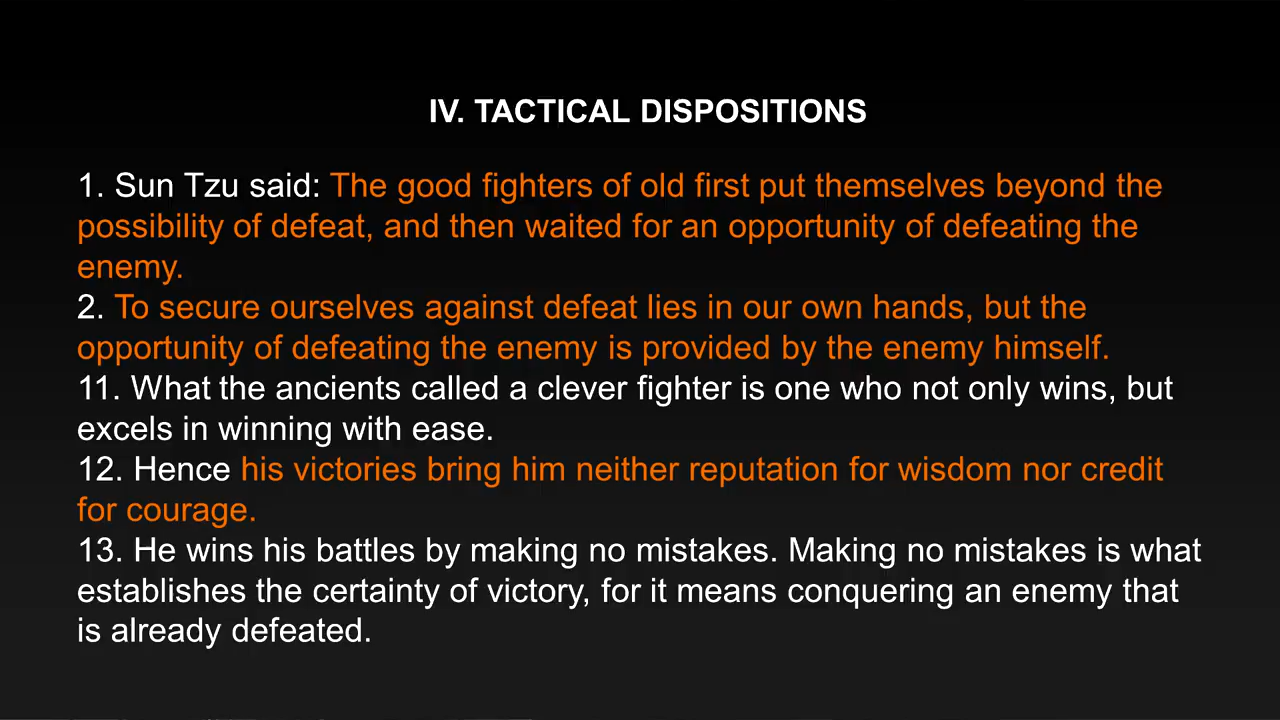 IV. TACTICAL DISPOSITIONS
1. Sun Tzu said: The good fighters of old first put themselves beyond the
possibility of defeat, and then waited for an opportunity of defeating the
enemy.
2. To secure ourselves against defeat lies in our own hands, but the
opportunity of defeating the enemy is provided by the enemy himself.
11. What the ancients called a clever fighter is one who not only wins, but
excels in winning with ease.
12. Hence his victories bring him neither reputation for wisdom nor credit
for courage.
13. He wins his battles by making no mistakes. Making no mistakes is what
establishes the certainty of victory, for it means conquering an enemy that
is already defeated.